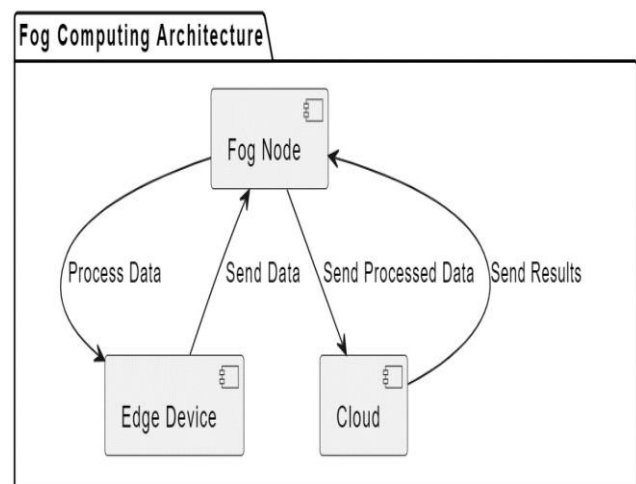 Fog Computing Architecture
Fog Node
Process Data
Send Data
Send Processed Data
Send Results
Edge Device
Cloud